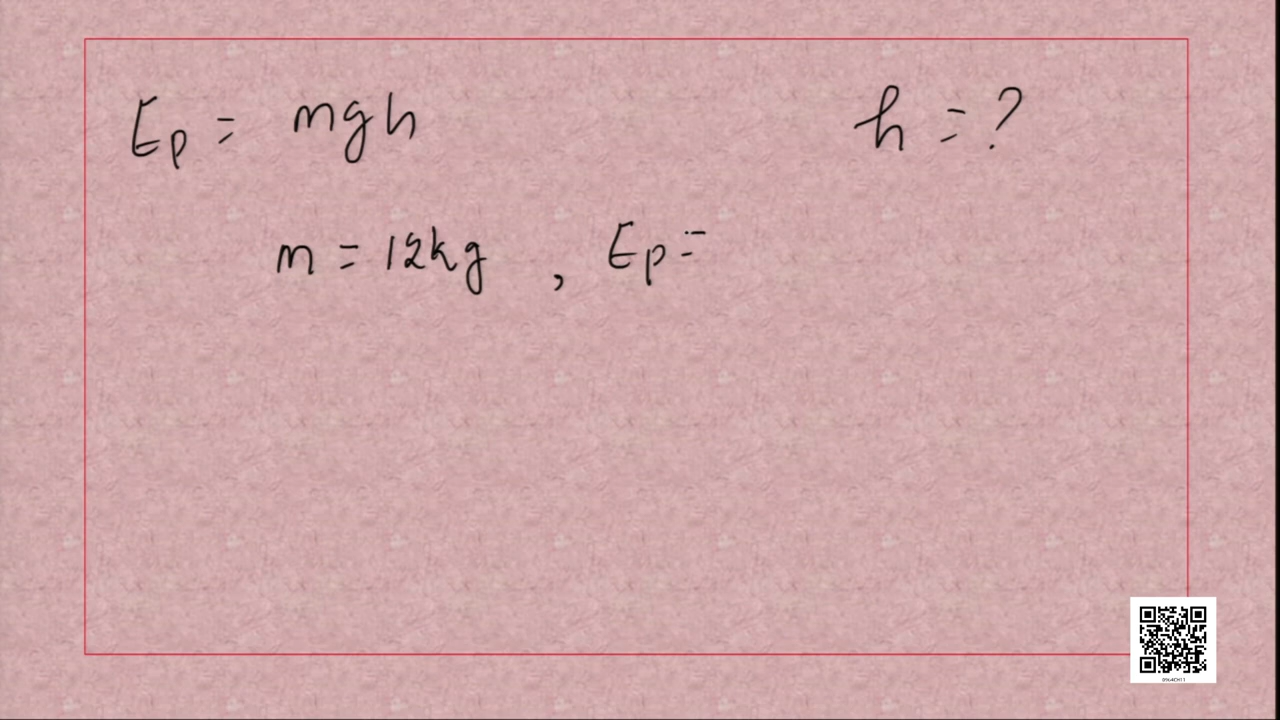 Ep = mgh h = ?
m = 12kg , Ep =